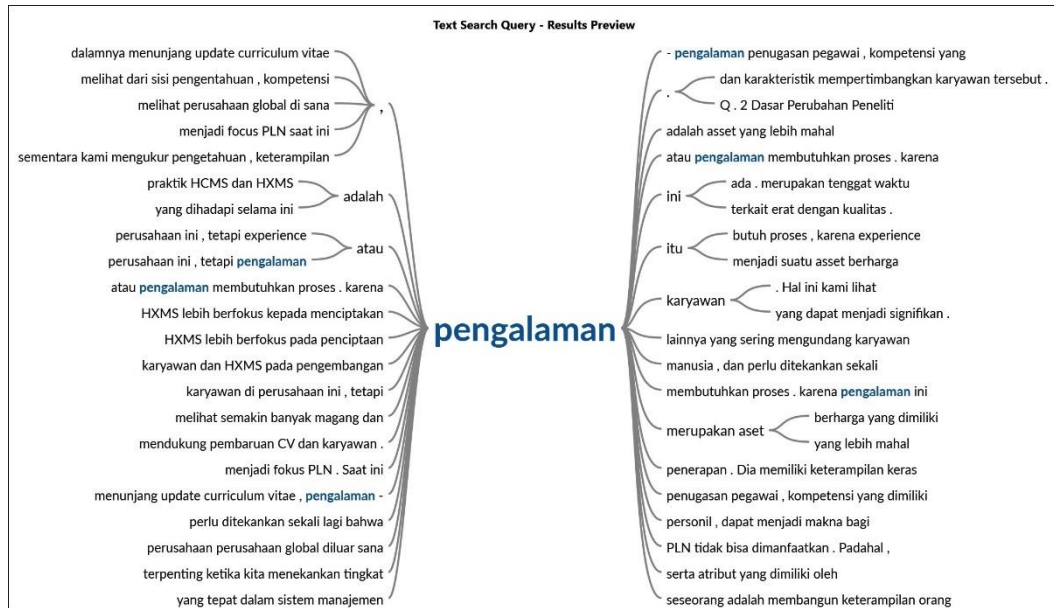 Text Search Query - Results Preview
dalamnya menunjang update curriculum vitae
melihat dari sisi pengentahuan , kompetensi
melihat perusahaan global di sana
menjadi focus PLN saat ini
sementara kami mengukur pengetahuan , keterampilan
,
praktik HCMS dan HXMS
yang dihadapi selama ini
adalah
perusahaan ini , tetapi experience
perusahaan ini , tetapi pengalaman
atau
atau pengalaman membutuhkan proses . karena
HXMS lebih berfokus kepada menciptakan
HXMS lebih berfokus pada penciptaan
karyawan dan HXMS pada pengembangan
karyawan di perusahaan ini , tetapi
melihat semakin banyak magang dan
mendukung pembaruan CV dan karyawan .
menjadi fokus PLN . Saat ini
menunjang update curriculum vitae , pengalaman -
perlu ditekankan sekali lagi bahwa
perusahaan perusahaan global diluar sana
terpenting ketika kita menekankan tingkat
yang tepat dalam sistem manajemen
pengalaman
- pengalaman penugasan pegawai , kompetensi yang
.
dan karakteristik mempertimbangkan karyawan tersebut .
Q . 2 Dasar Perubahan Peneliti
adalah asset yang lebih mahal
atau pengalaman membutuhkan proses . karena
ini
ada . merupakan tenggat waktu
terkait erat dengan kualitas .
itu
butuh proses , karena experience
menjadi suatu asset berharga
karyawan
. Hal ini kami lihat
yang dapat menjadi signifikan .
lainnya yang sering mengundang karyawan
manusia , dan perlu ditekankan sekali
membutuhkan proses . karena pengalaman ini
merupakan aset
berharga yang dimiliki
yang lebih mahal
penerapan . Dia memiliki keterampilan keras
penugasan pegawai , kompetensi yang dimiliki
personil , dapat menjadi makna bagi
PLN tidak bisa dimanfaatkan . Padahal ,
serta atribut yang dimiliki oleh
seseorang adalah membangun keterampilan orang